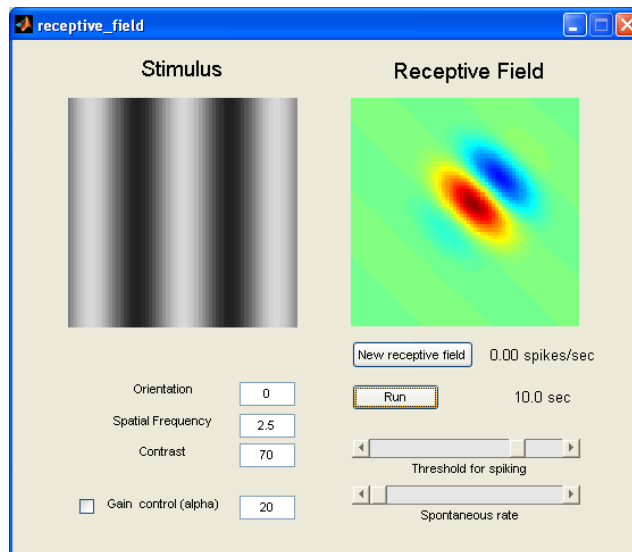 receptive_field
Stimulus
Receptive Field
New receptive field 0.00 spikes/sec
Run 10.0 sec
Orientation 0
Spatial Frequency 2.5
Contrast 70
Threshold for spiking
Gain control (alpha) 20
Spontaneous rate